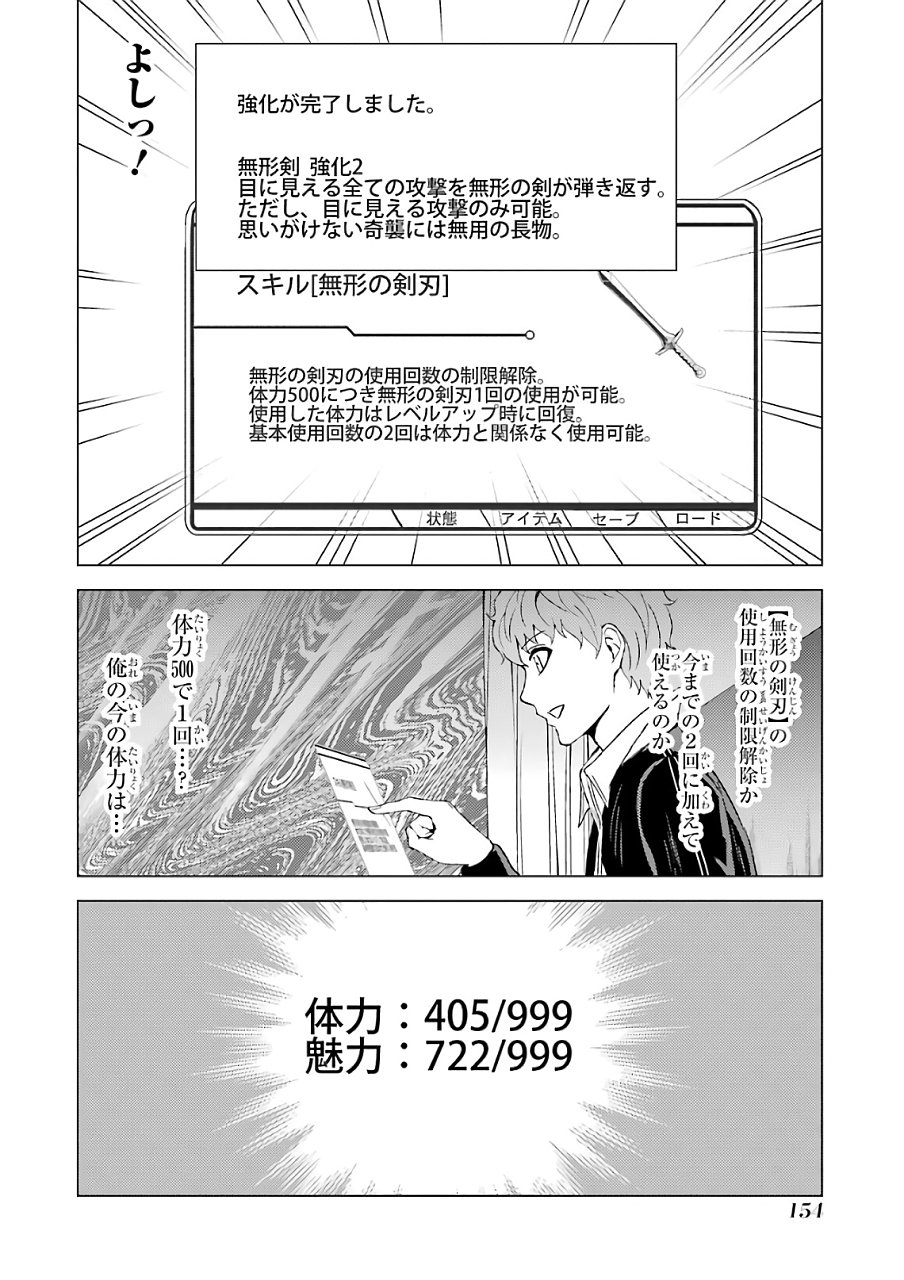 よしっ!
強化が完了しました。
無形剣 強化2
目に見える全ての攻撃を無形の剣が弾き返す。
ただし、目に見える攻撃のみ可能。
思いがけない奇襲には無用の長物。
スキル[無形の剣刃]
無形の剣刃の使用回数の制限解除。
体力500につき無形の剣刃1回の使用が可能。
使用した体力はレベルアップ時に回復。
基本使用回数の2回は体力と関係なく使用可能。
状態 アイテム セーブ ロード
【無形の剣刃】の
使用回数の制限解除か
今までの2回に加えて
使えるのか
体力500で1回…?
俺の今の体力は…
体力：405/999
魅力：722/999
154